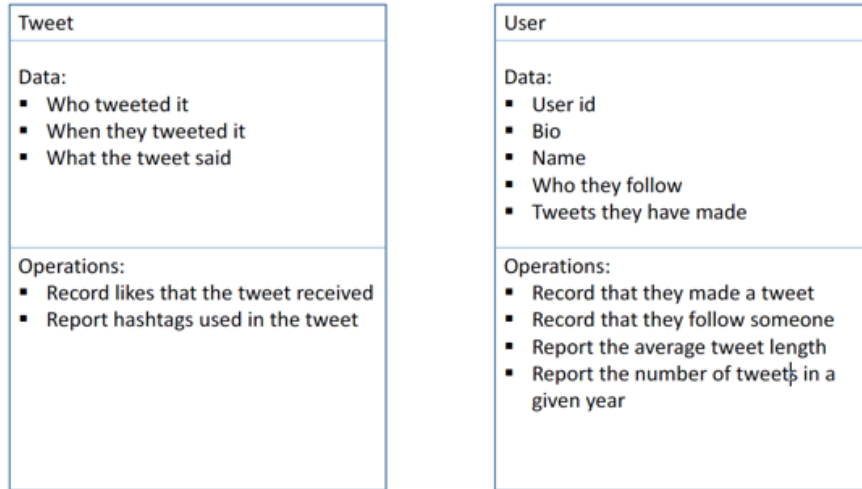 Tweet
Data:
▪ Who tweeted it
▪ When they tweeted it
▪ What the tweet said
Operations:
▪ Record likes that the tweet received
▪ Report hashtags used in the tweet
User
Data:
▪ User id
▪ Bio
▪ Name
▪ Who they follow
▪ Tweets they have made
Operations:
▪ Record that they made a tweet
▪ Record that they follow someone
▪ Report the average tweet length
▪ Report the number of tweets in a
given year